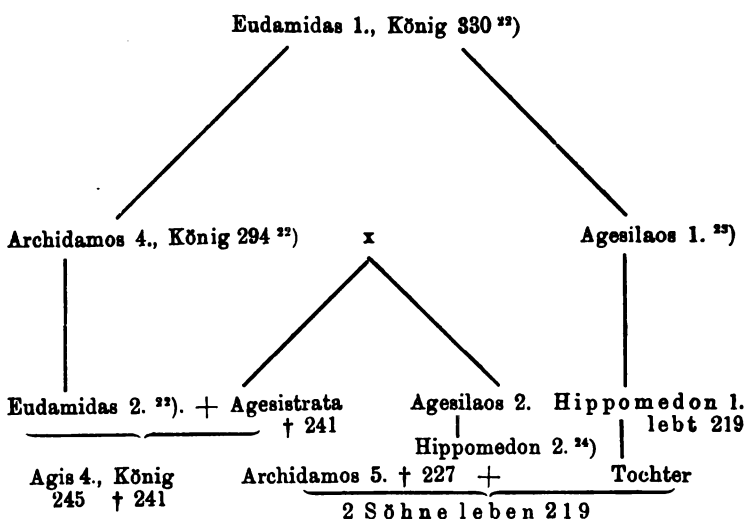 Eudamidas 1., König 330 ²²)
Archidamos 4., König 294 ²²) x Agesilaos 1. ²³)
Eudamidas 2. ²²). + Agesistrata Agesilaos 2. Hippomedon 1.
† 241 lebt 219
Hippomedon 2. ²⁴)
Agis 4., König Archidamos 5. † 227 + Tochter
245 † 241
2 Söhne leben 219